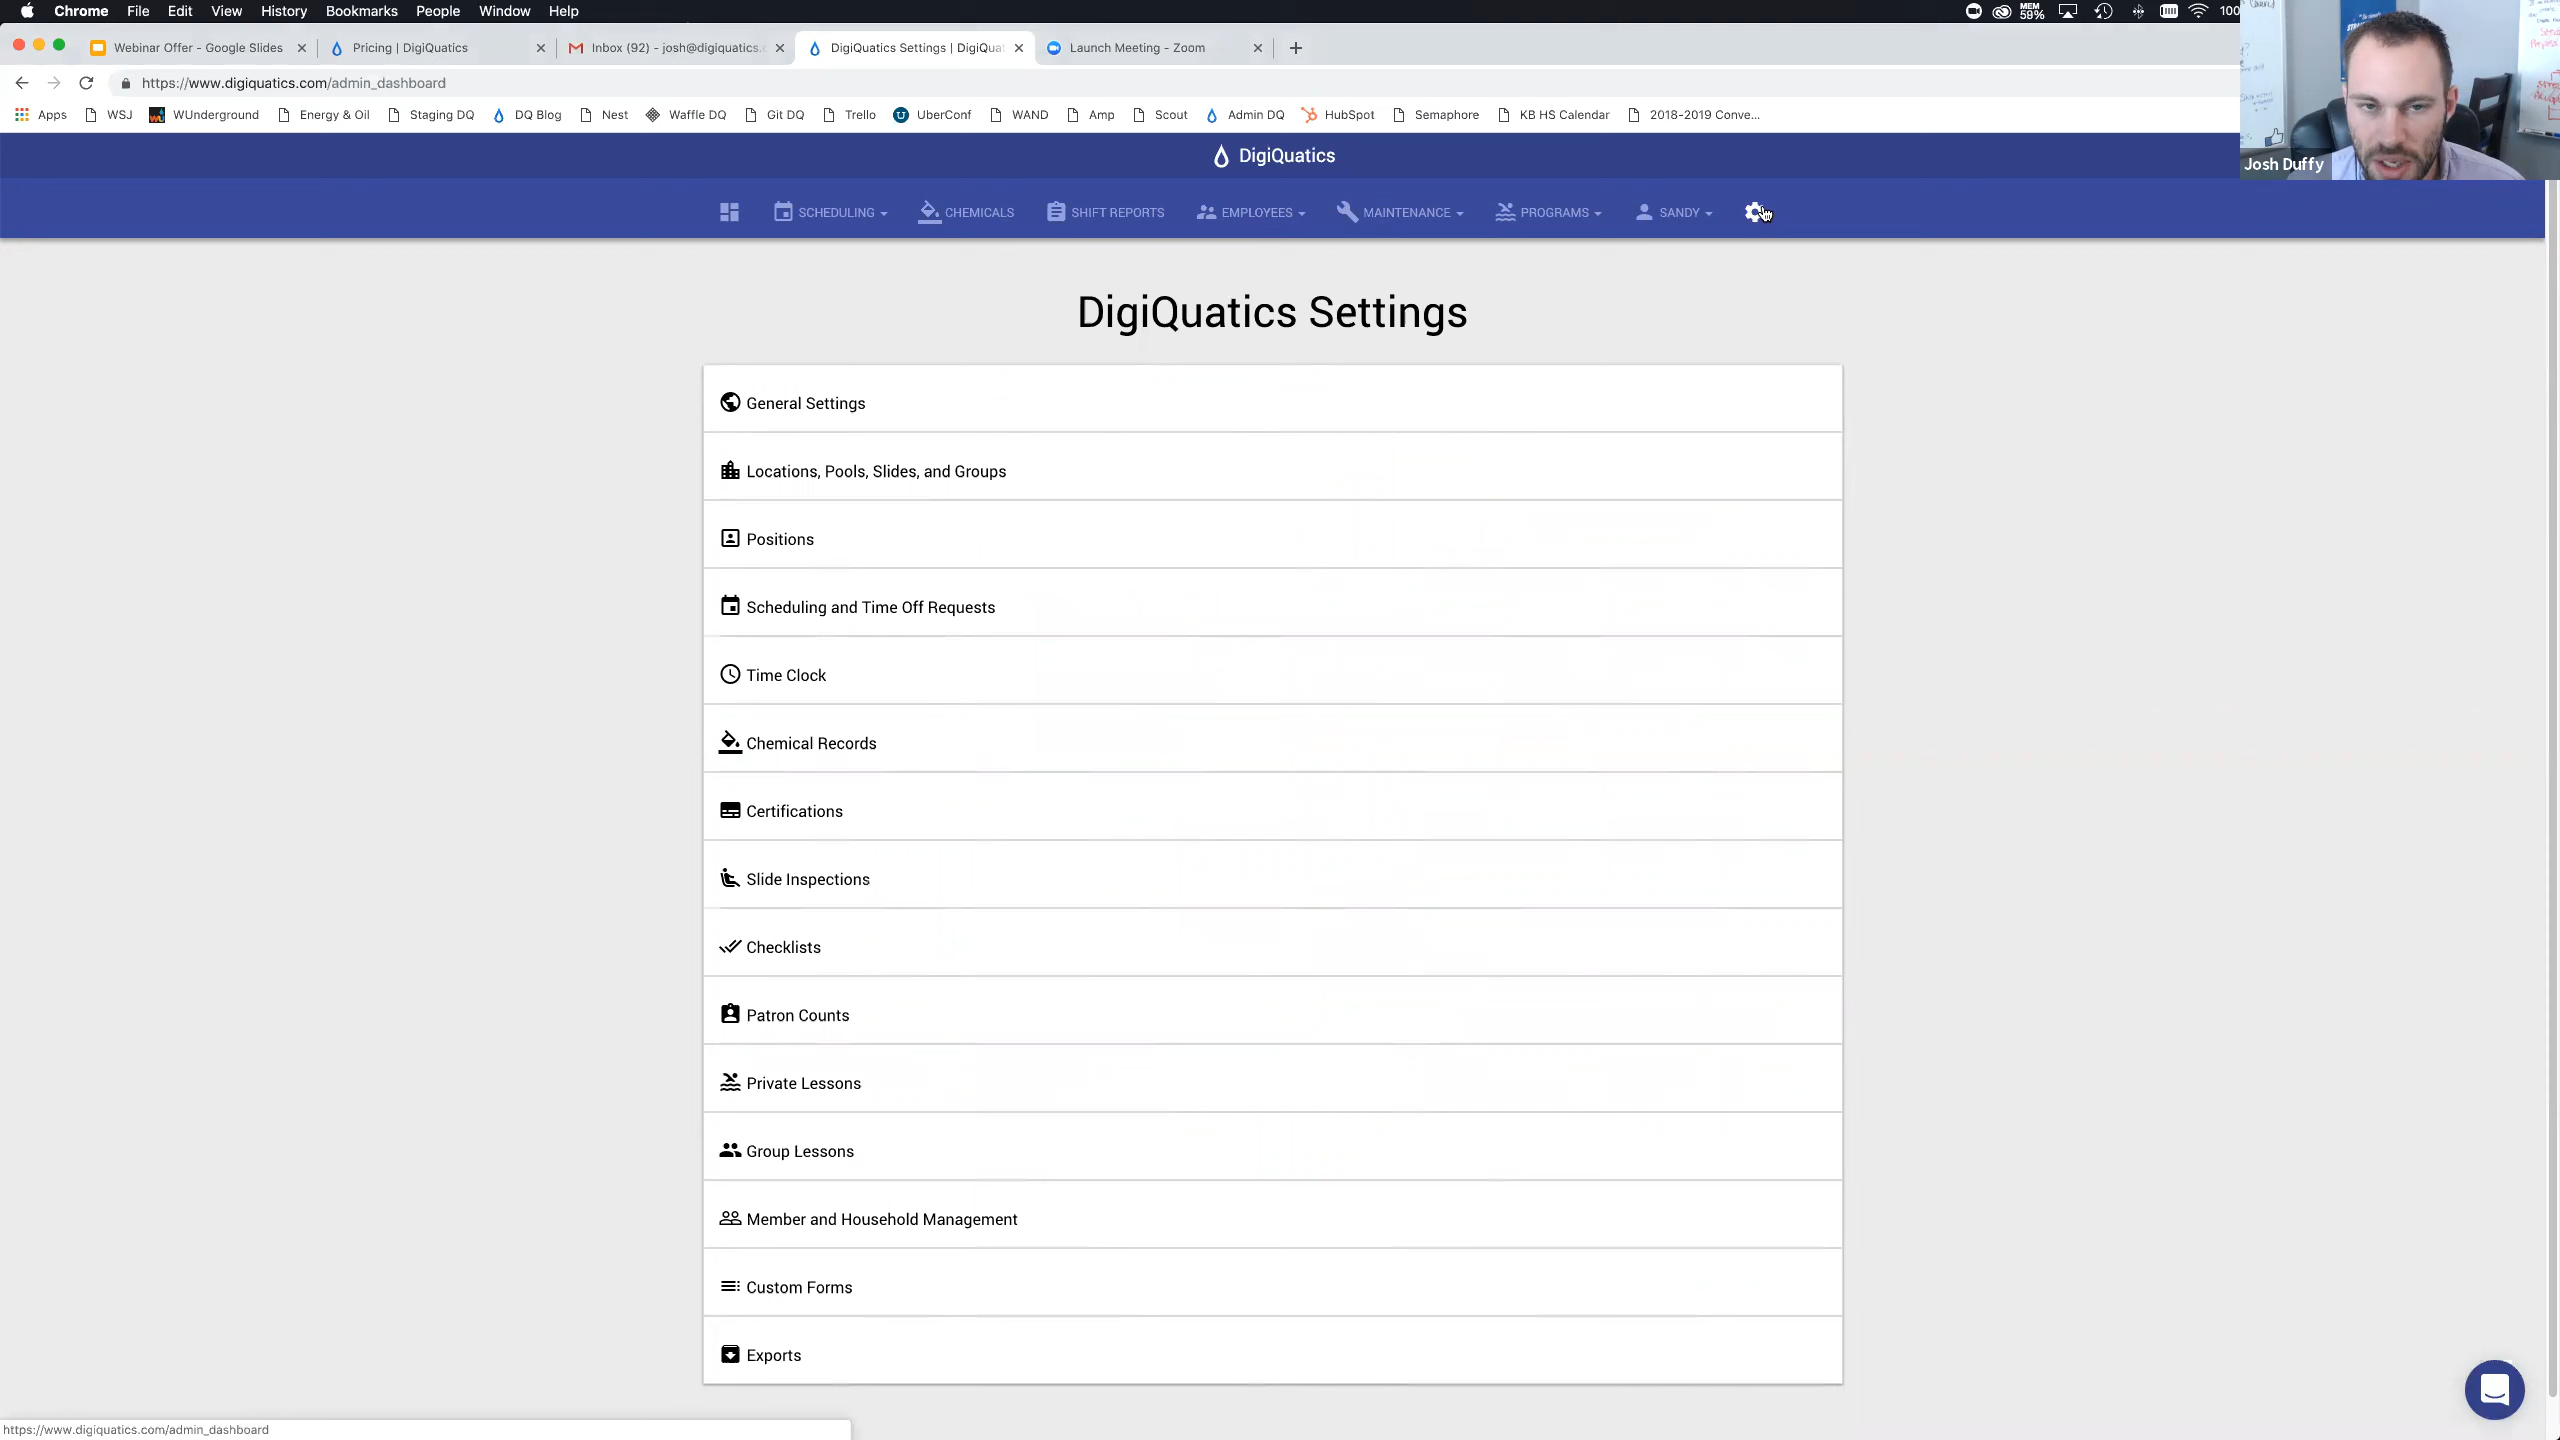 Chrome File Edit View History Bookmarks People Window Help MEM 59% 100
Webinar Offer - Google Slides Pricing | DigiQuatics Inbox (92) - josh@digiquatics. DigiQuatics Settings | DigiQuat Launch Meeting - Zoom
https://www.digiquatics.com/admin_dashboard
Apps WSJ WUnderground Energy & Oil Staging DQ DQ Blog Nest Waffle DQ Git DQ Trello UberConf WAND Amp Scout Admin DQ HubSpot Semaphore KB HS Calendar 2018-2019 Conve...
Josh Duffy
DigiQuatics
SCHEDULING CHEMICALS SHIFT REPORTS EMPLOYEES MAINTENANCE PROGRAMS SANDY
DigiQuatics Settings
General Settings
Locations, Pools, Slides, and Groups
Positions
Scheduling and Time Off Requests
Time Clock
Chemical Records
Certifications
Slide Inspections
Checklists
Patron Counts
Private Lessons
Group Lessons
Member and Household Management
Custom Forms
Exports
https://www.digiquatics.com/admin_dashboard